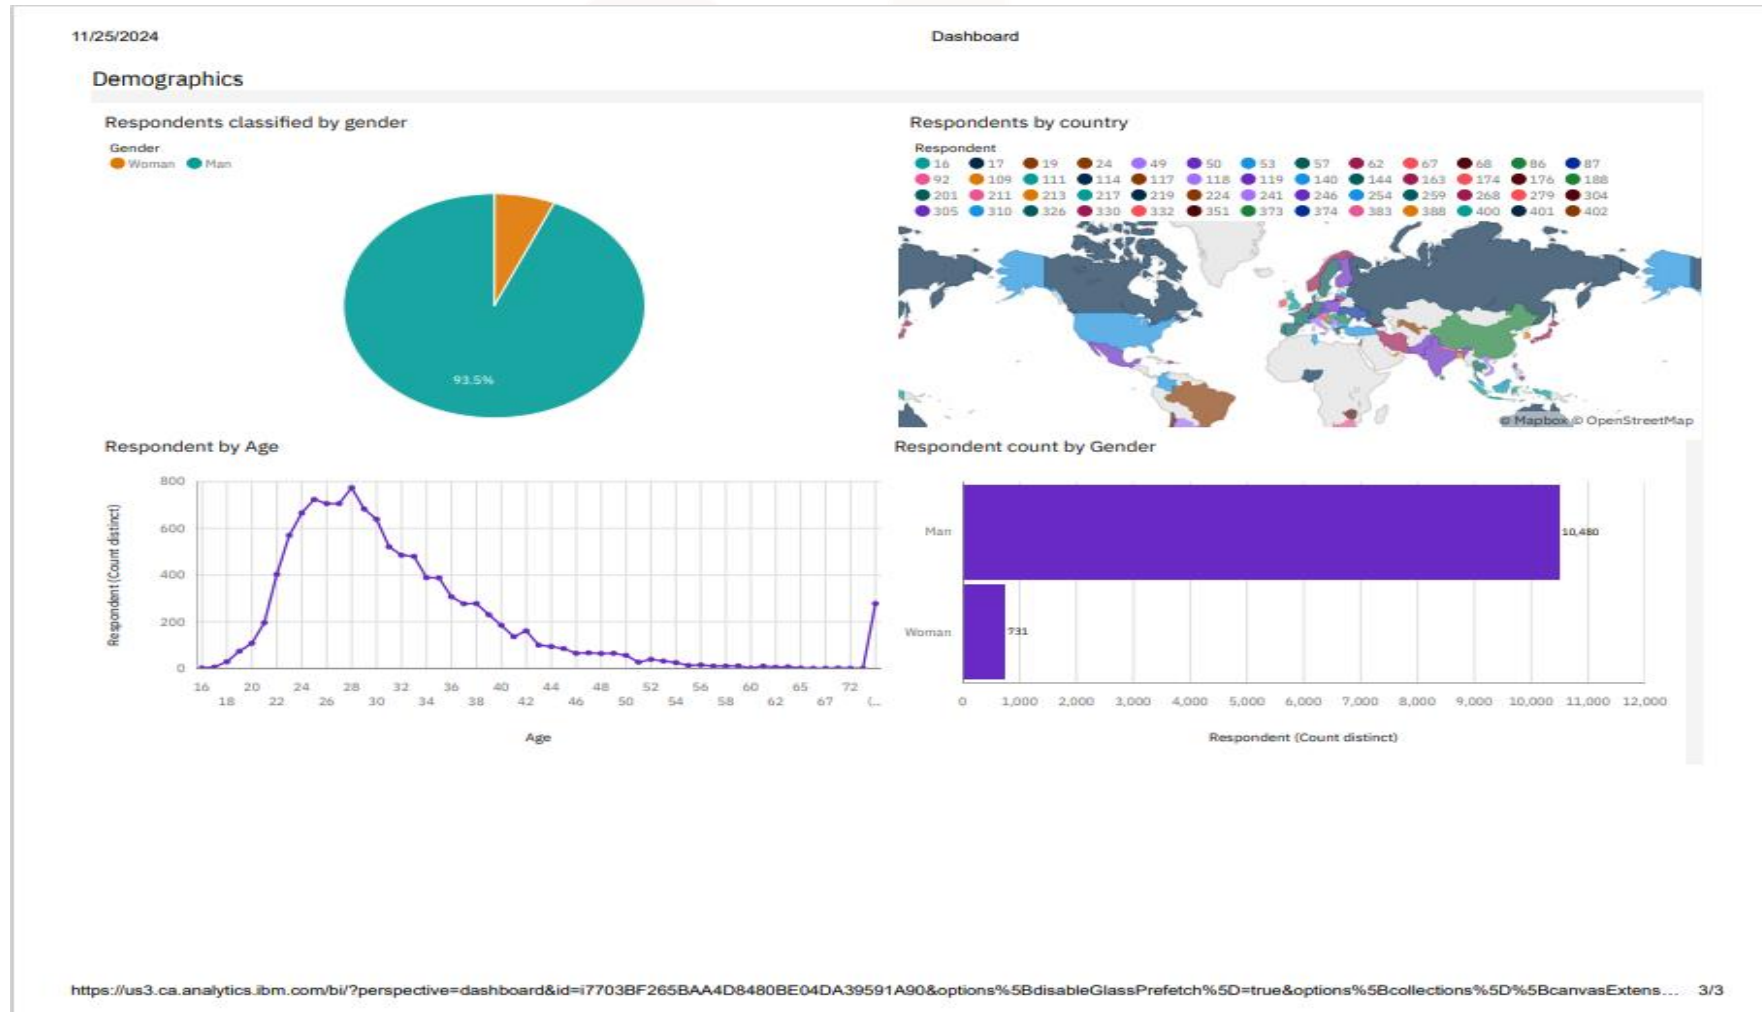 11/25/2024
Dashboard
Demographics
Respondents classified by gender
Gender
Woman Man
93.5%
Respondents by country
Respondent
16 17 19 24 49 50 53 57 62 67 68 86 87
92 109 111 114 117 118 119 140 144 163 174 176 188
201 211 213 217 219 224 241 246 254 259 268 279 304
305 310 326 330 332 351 373 374 383 388 400 401 402
© Mapbox © OpenStreetMap
Respondent by Age
Respondent (Count distinct)
800
600
400
200
0
16 20 24 28 32 36 40 44 48 52 56 60 65 72
18 22 26 30 34 38 42 46 50 54 58 62 67 (...
Age
Respondent count by Gender
Man
10,480
Woman
731
0 1,000 2,000 3,000 4,000 5,000 6,000 7,000 8,000 9,000 10,000 11,000 12,000
Respondent (Count distinct)
https://us3.ca.analytics.ibm.com/bi/?perspective=dashboard&id=i7703BF265BAA4D8480BE04DA39591A90&options%5BdisableGlassPrefetch%5D=true&options%5Bcollections%5D%5BcanvasExtens... 3/3